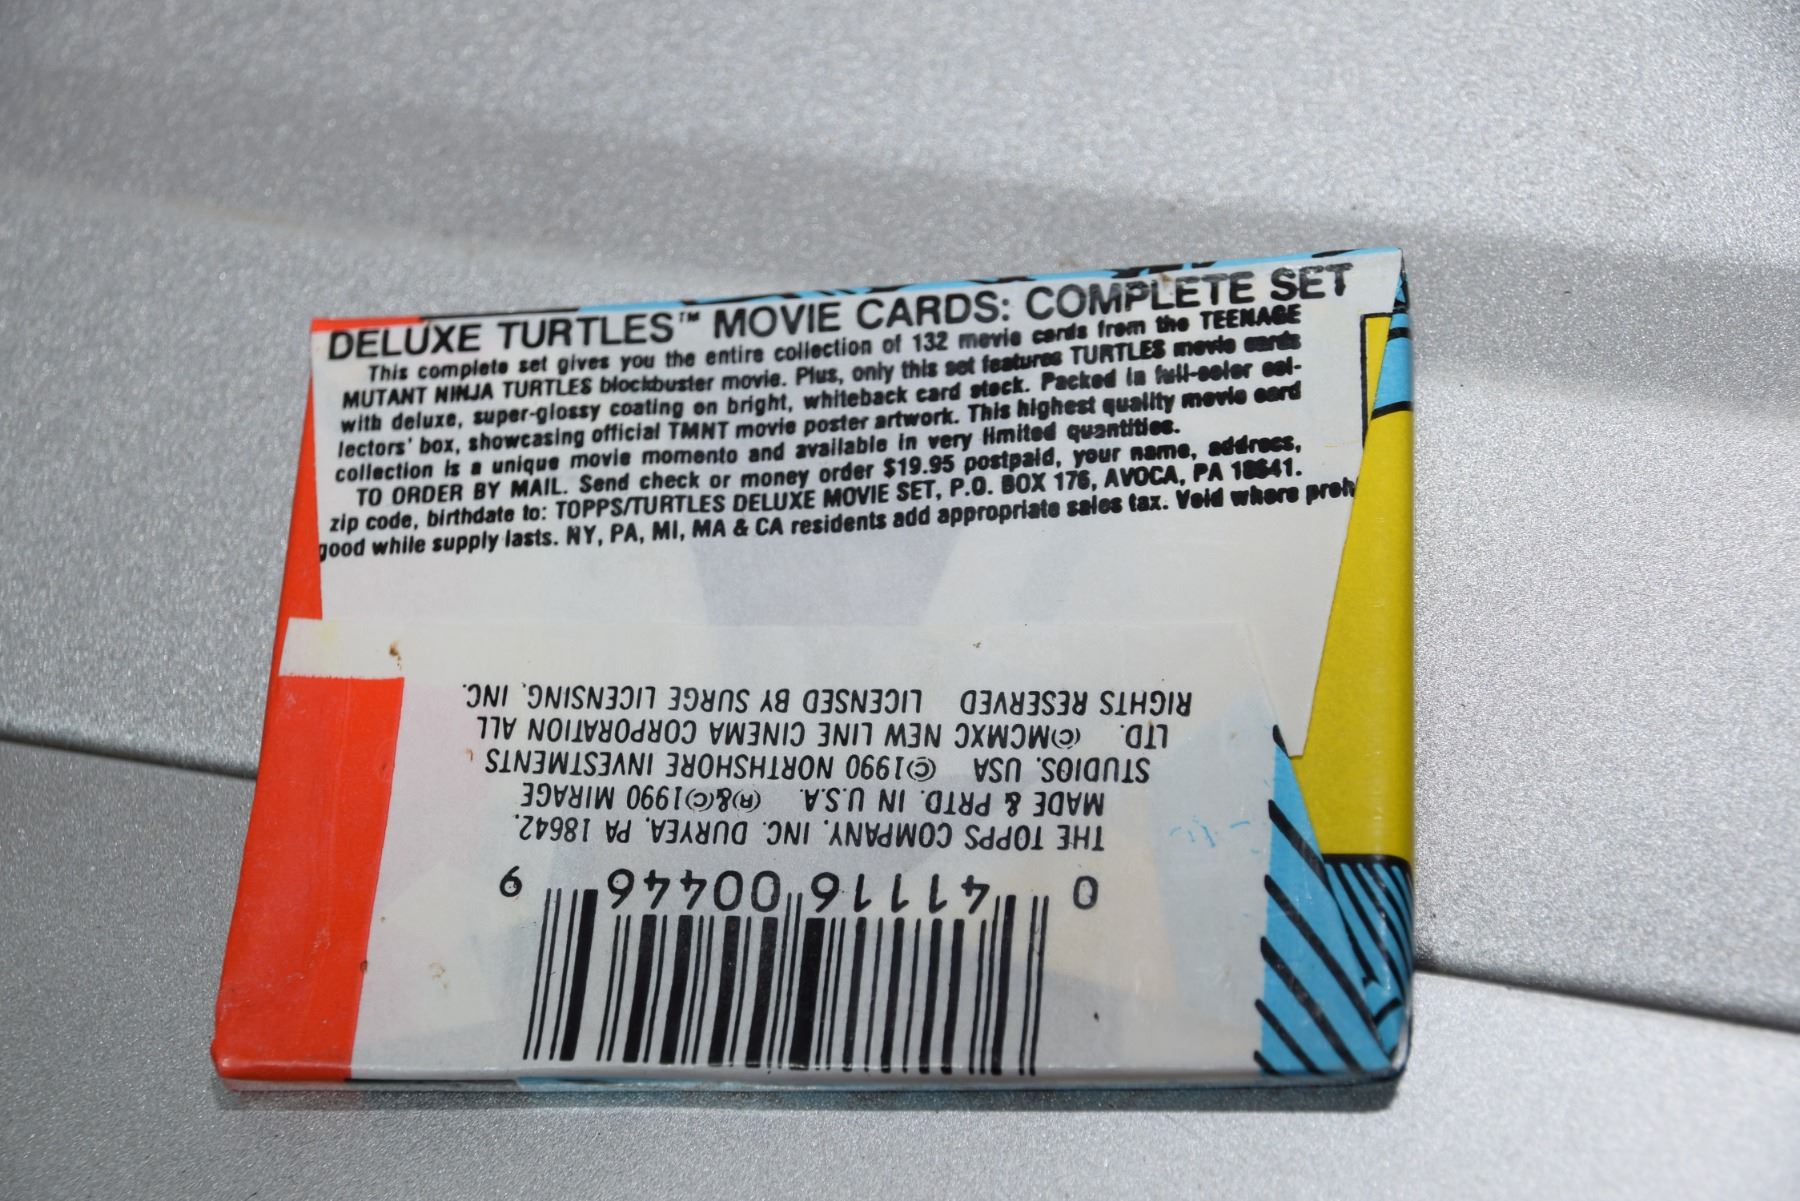 DELUXE TURTLES™ MOVIE CARDS: COMPLETE SET
This complete set gives you the entire collection of 132 movie cards from the TEENAGE
MUTANT NINJA TURTLES blockbuster movie. Plus, only this set features TURTLES movie cards
with deluxe, super-glossy coating on bright, whiteback card stock. Packed in full-color col-
lectors' box, showcasing official TMNT movie poster artwork. This highest quality movie card
collection is a unique movie momento and available in very limited quantities.
TO ORDER BY MAIL. Send check or money order $19.95 postpaid, your name, address,
zip code, birthdate to: TOPPS/TURTLES DELUXE MOVIE SET, P.O. BOX 176, AVOCA, PA 18641.
good while supply lasts. NY, PA, MI, MA & CA residents add appropriate sales tax. Void where proh
THE TOPPS COMPANY, INC. DURYEA, PA 18642.
MADE & PRTD. IN U.S.A. ®&©1990 MIRAGE
STUDIOS, USA ©1990 NORTHSHORE INVESTMENTS
LTD. ©MCMXC NEW LINE CINEMA CORPORATION ALL
RIGHTS RESERVED LICENSED BY SURGE LICENSING, INC.
0 41116 00446 9